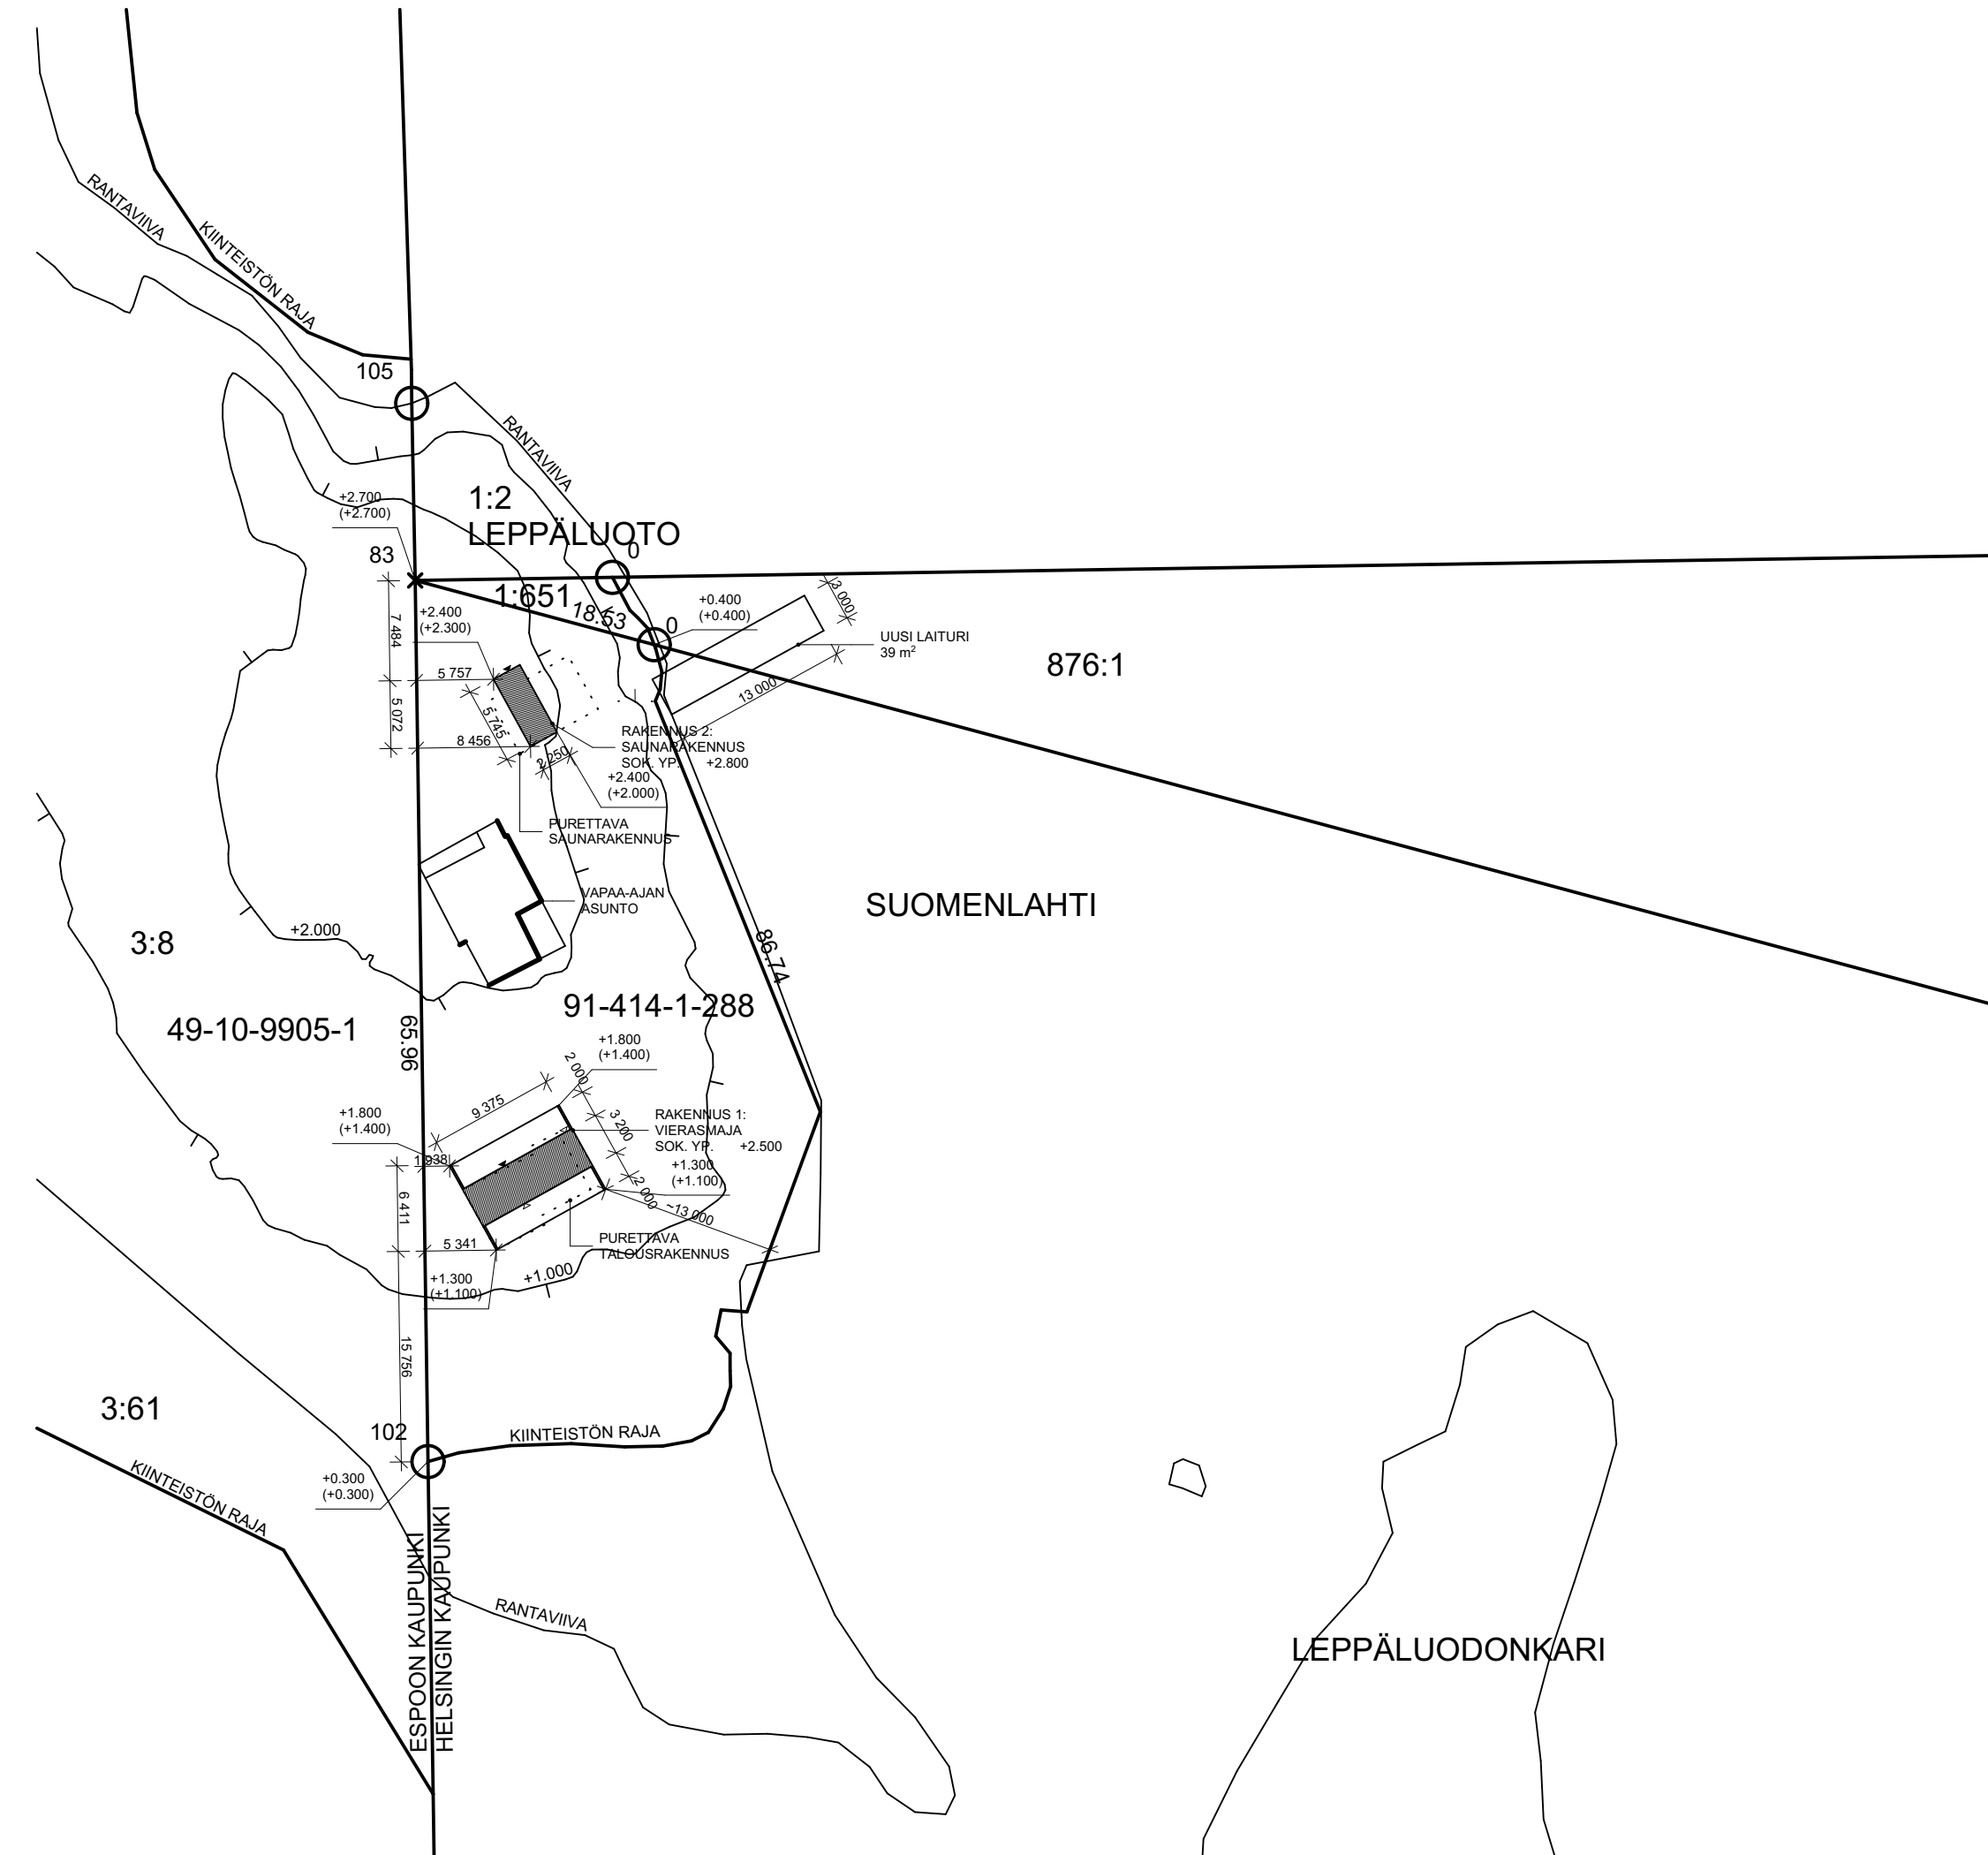 RANTAVIIVA
KIINTEISTÖN RAJA
105
RANTAVIIVA
+2.700
(+2.700)
1:2
LEPPÄLUOTO
0
83
1:651
18.53
0
+2.400
(+2.300)
+0.400
(+0.400)
3 000
UUSI LAITURI
39 m²
876:1
7 484
5 757
13 000
5 072
5 745
8 456
2 250
RAKENNUS 2:
SAUNARAKENNUS
SOK. YP. +2.800
+2.400
(+2.000)
PURETTAVA
SAUNARAKENNUS
VAPAA-AJAN
ASUNTO
SUOMENLAHTI
+2.000
3:8
86.74
91-414-1-288
49-10-9905-1
65.96
+1.800
(+1.400)
2 000
9 375
3 200
+1.800
(+1.400)
RAKENNUS 1:
VIERASMAJA
SOK. YP. +2.500
1 938
+1.300
(+1.100)
2 000
~13 000
6 411
5 341
PURETTAVA
TALOUSRAKENNUS
+1.300
(+1.100)
+1.000
15 756
3:61
102
KIINTEISTÖN RAJA
KIINTEISTÖN RAJA
+0.300
(+0.300)
ESPOON KAUPUNKI
HELSINGIN KAUPUNKI
RANTAVIIVA
LEPPÄLUODONKARI